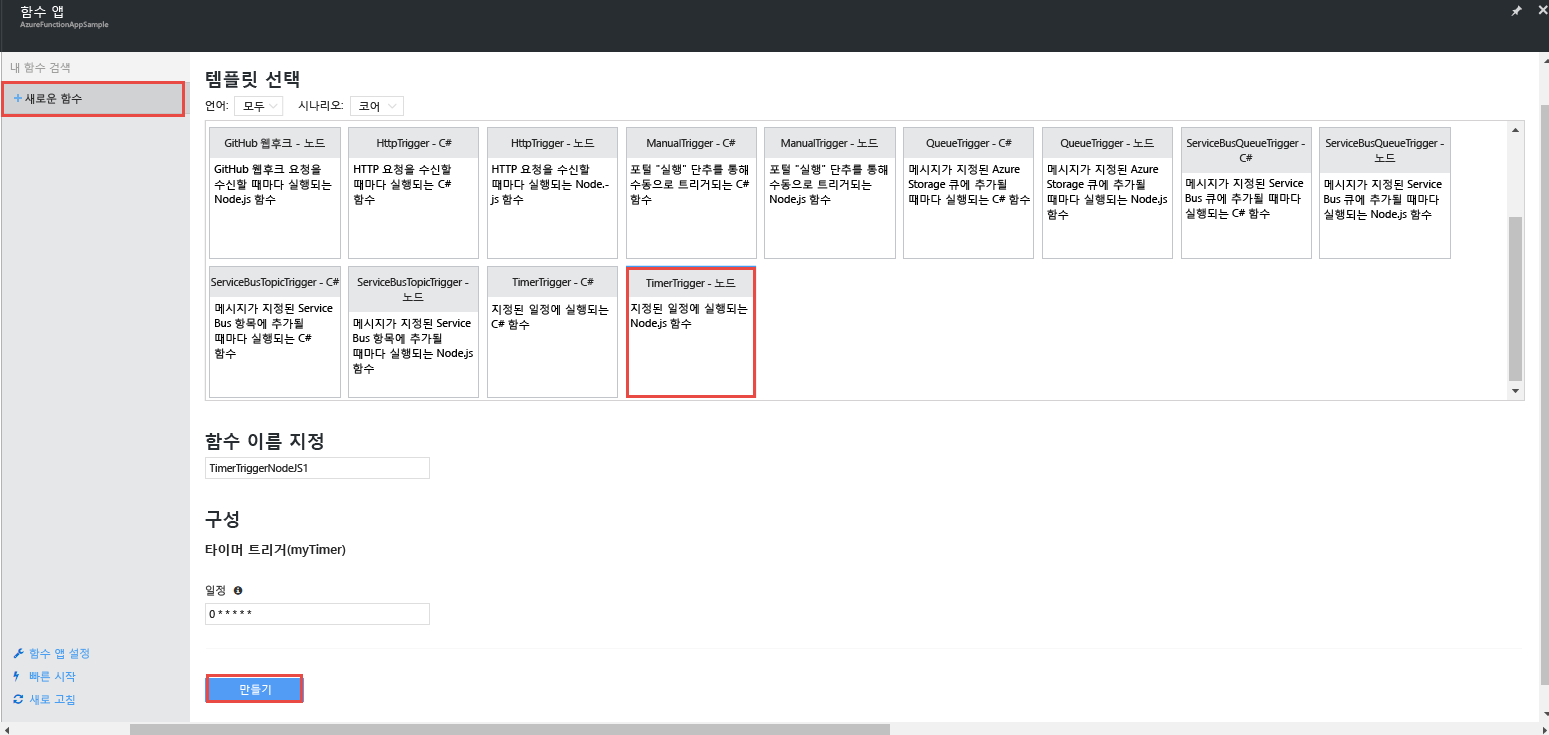 함수 앱
AzureFunctionAppSample
내 함수 검색
+ 새로운 함수
템플릿 선택
언어: 모두 시나리오: 코어
GitHub 웹후크 - 노드
GitHub 웹후크 요청을
수신할 때마다 실행되는
Node.js 함수
HttpTrigger - C#
HTTP 요청을 수신할
때마다 실행되는 C#
함수
HttpTrigger - 노드
HTTP 요청을 수신할
때마다 실행되는 Node.-
js 함수
ManualTrigger - C#
포털 "실행" 단추를 통해
수동으로 트리거되는 C#
함수
ManualTrigger - 노드
포털 "실행" 단추를 통해
수동으로 트리거되는
Node.js 함수
QueueTrigger - C#
메시지가 지정된 Azure
Storage 큐에 추가될
때마다 실행되는 C# 함수
QueueTrigger - 노드
메시지가 지정된 Azure
Storage 큐에 추가될
때마다 실행되는 Node.js
함수
ServiceBusQueueTrigger -
C#
메시지가 지정된 Service
Bus 큐에 추가될 때마다
실행되는 C# 함수
ServiceBusQueueTrigger -
노드
메시지가 지정된 Service
Bus 큐에 추가될 때마다
실행되는 Node.js 함수
ServiceBusTopicTrigger - C#
메시지가 지정된 Service
Bus 항목에 추가될
때마다 실행되는 C#
함수
ServiceBusTopicTrigger -
노드
메시지가 지정된 Service
Bus 항목에 추가될
때마다 실행되는 Node.js
함수
TimerTrigger - C#
지정된 일정에 실행되는
C# 함수
TimerTrigger - 노드
지정된 일정에 실행되는
Node.js 함수
함수 이름 지정
TimerTriggerNodeJS1
구성
타이머 트리거(myTimer)
일정
0 * * * * *
함수 앱 설정
빠른 시작
새로 고침
만들기